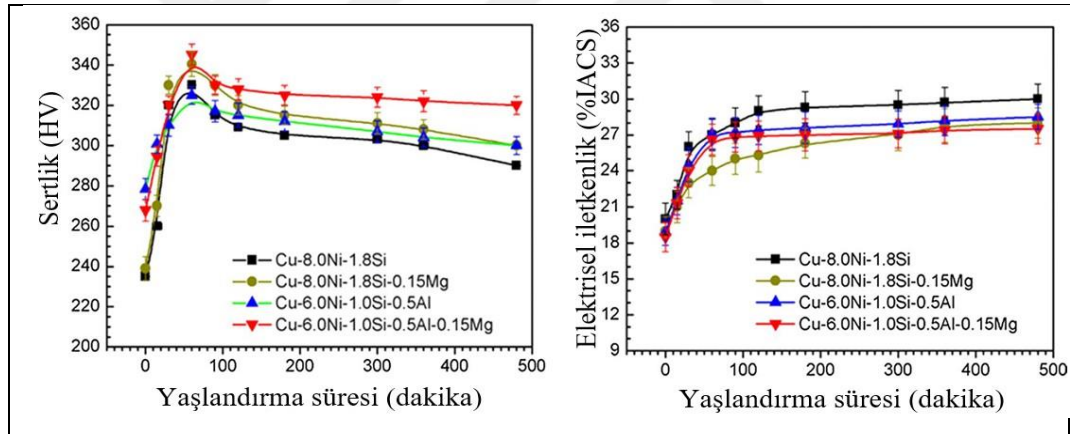 Sertlik (HV)
360
340
320
300
280
260
240
220
200
Cu-8.0Ni-1.8Si
Cu-8.0Ni-1.8Si-0.15Mg
Cu-6.0Ni-1.0Si-0.5Al
Cu-6.0Ni-1.0Si-0.5Al-0.15Mg
0 100 200 300 400 500
Yaşlandırma süresi (dakika)
Elektrisel iletkenlik (%IACS)
36
33
30
27
24
21
18
15
12
9
Cu-8.0Ni-1.8Si
Cu-8.0Ni-1.8Si-0.15Mg
Cu-6.0Ni-1.0Si-0.5Al
Cu-6.0Ni-1.0Si-0.5Al-0.15Mg
0 100 200 300 400 500
Yaşlandırma süresi (dakika)